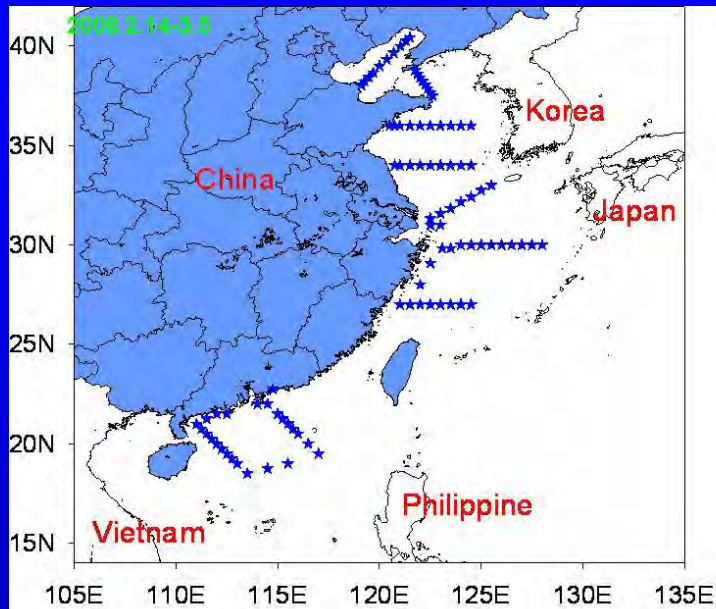 2008.2.14-3.5
40N
Korea
35N
China
Japan
30N
25N
20N
Philippine
Vietnam
15N
105E 110E 115E 120E 125E 130E 135E